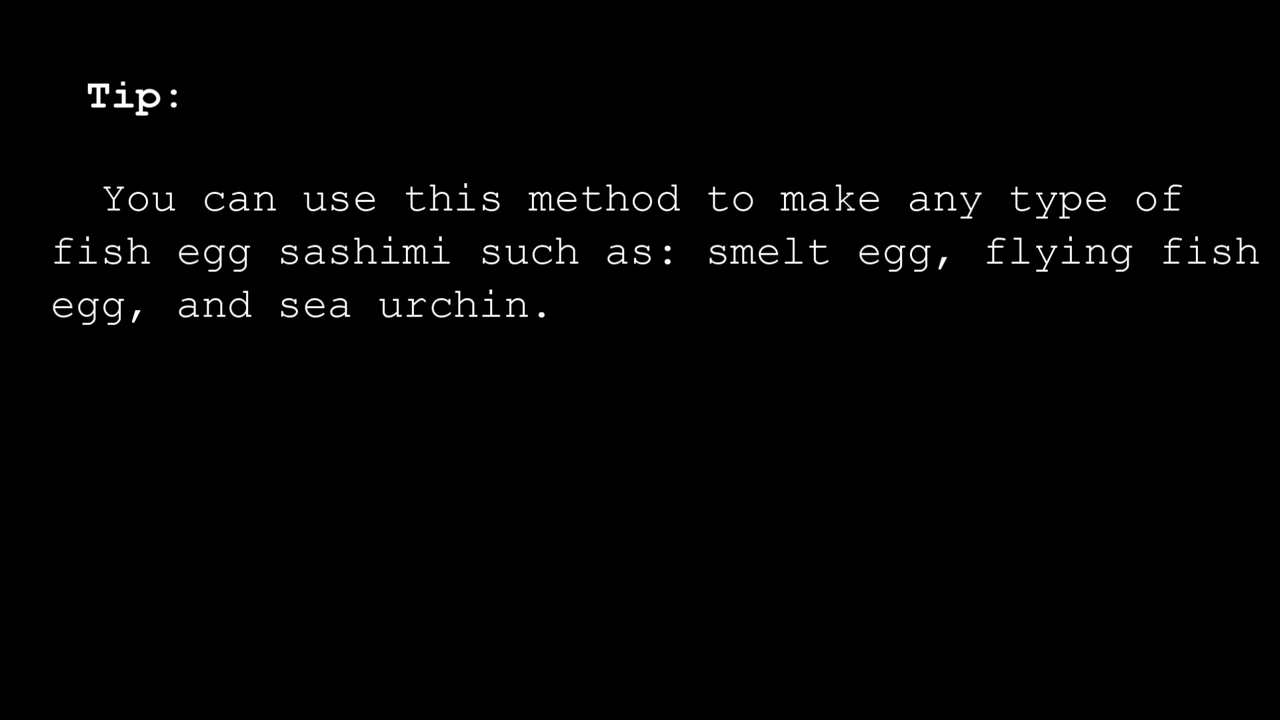 Tip:
You can use this method to make any type of
fish egg sashimi such as: smelt egg, flying fish
egg, and sea urchin.